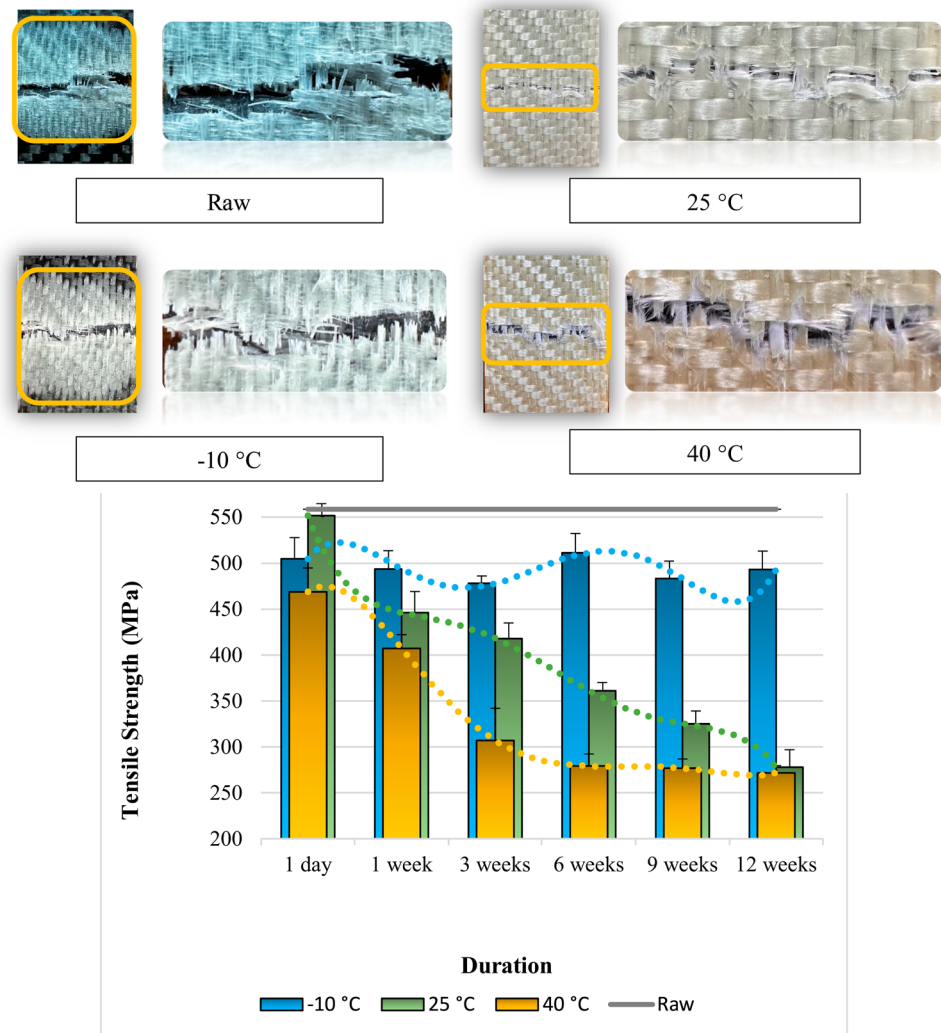 Raw
25 °C
-10 °C
40 °C
Tensile Strength (MPa)
550
500
450
400
350
300
250
200
1 day
1 week
3 weeks
6 weeks
9 weeks
12 weeks
Duration
-10 °C
25 °C
40 °C
Raw